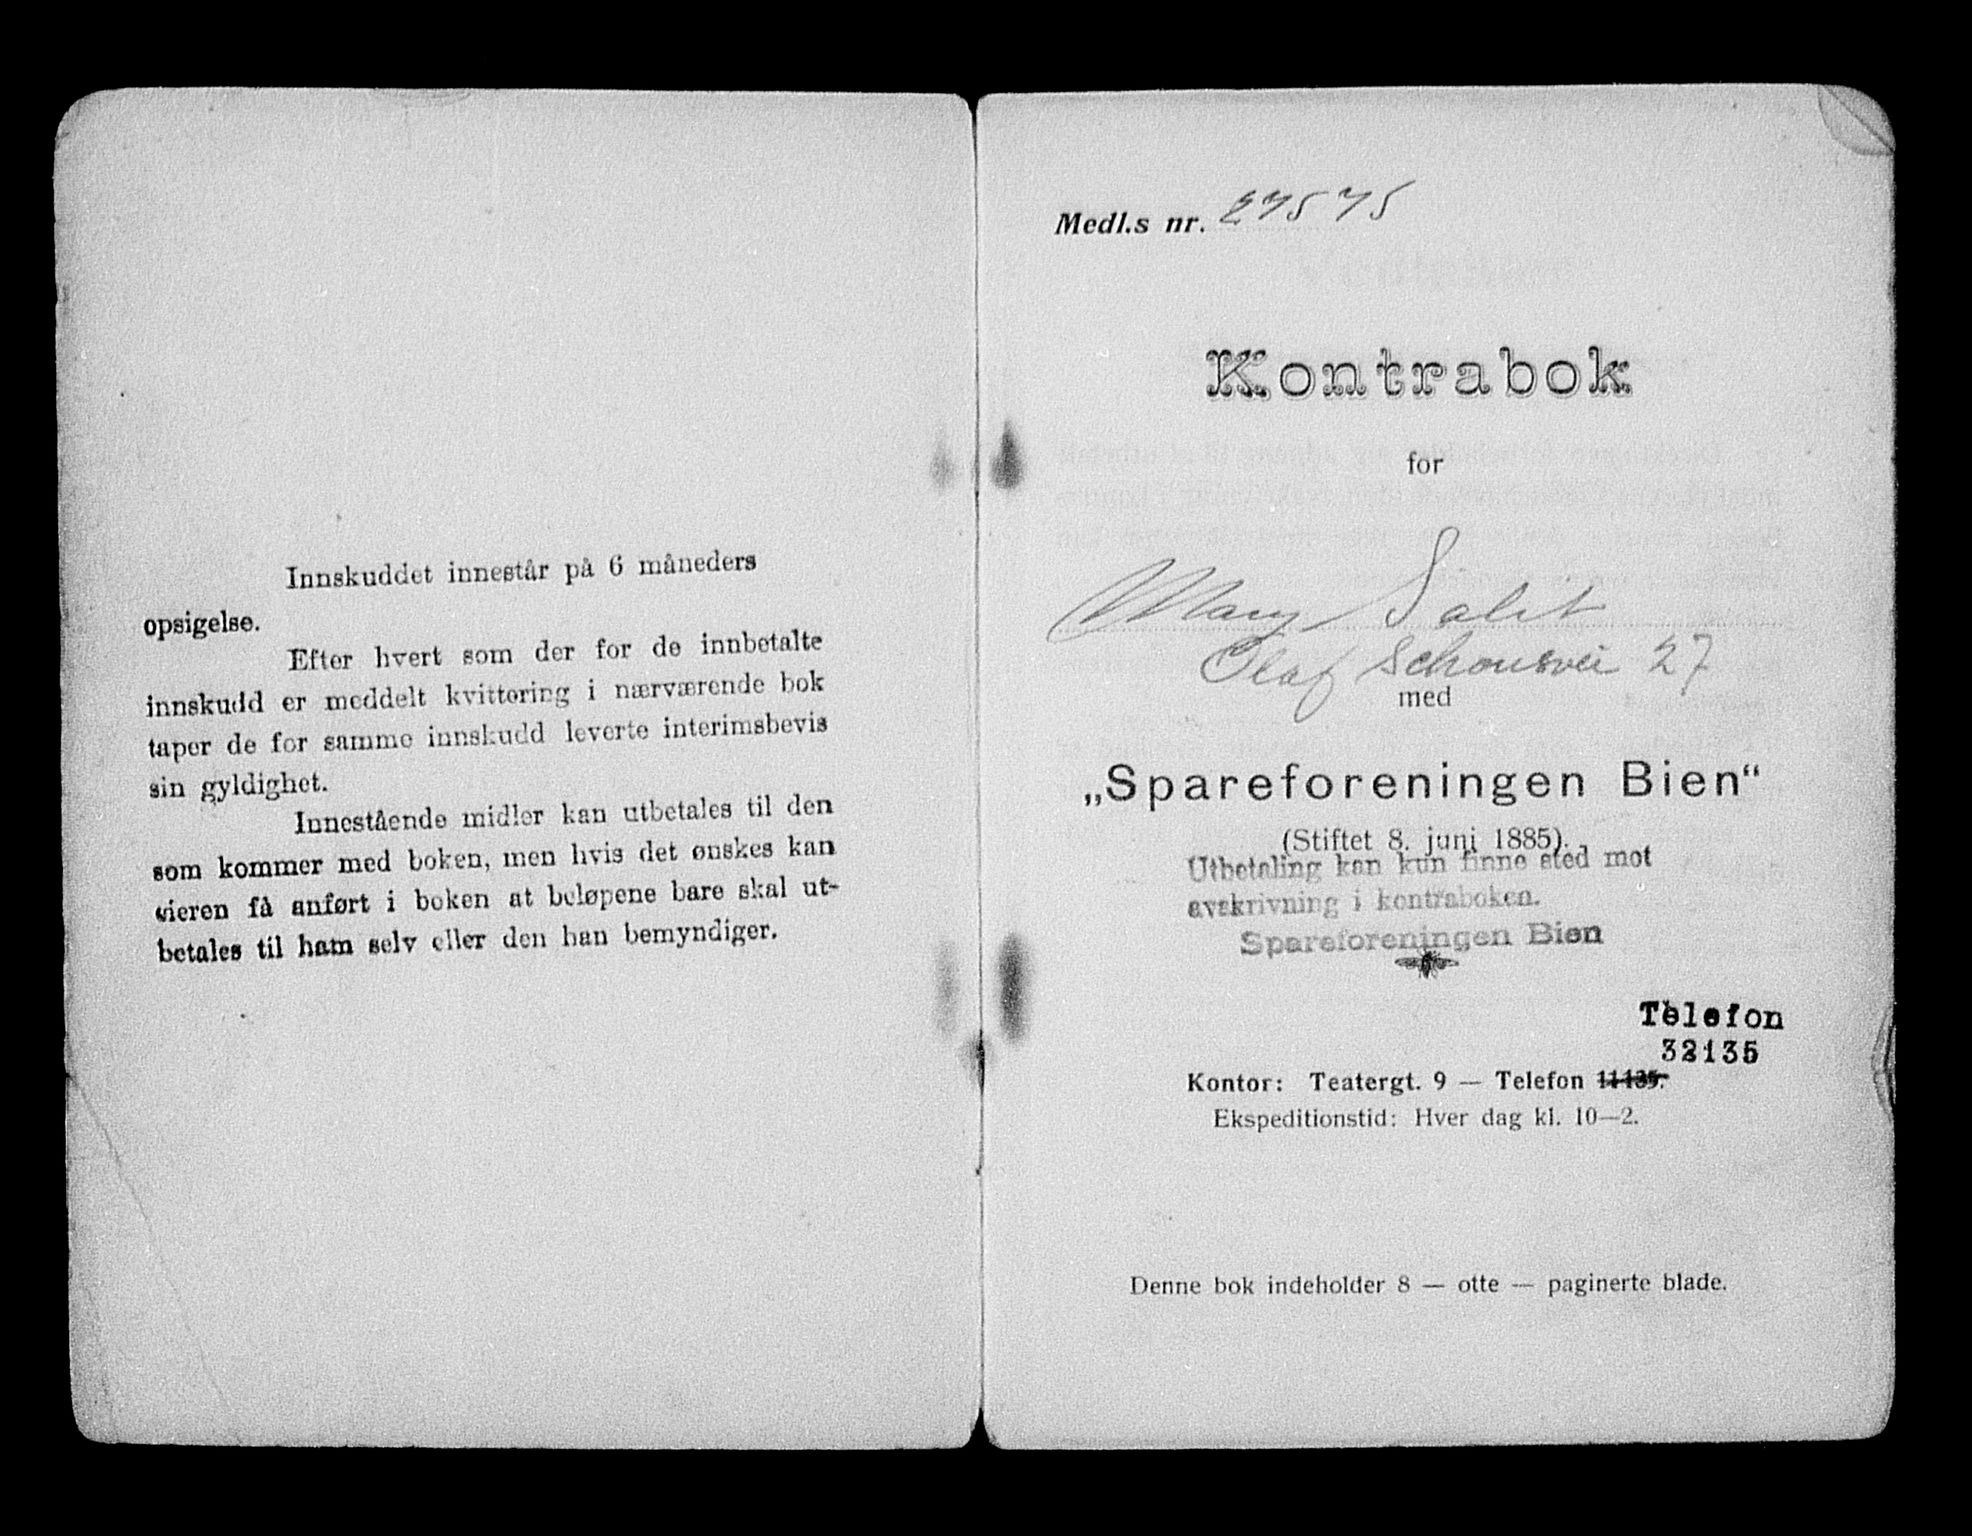 Innskuddet innestår på 6 måneders
opsigelse.
Efter hvert som der for de innbetalte
innskudd er meddelt kvittering i nærværende bok
taper de for samme innskudd leverte interimsbevis
sin gyldighet.
Innestående midler kan utbetales til den
som kommer med boken, men hvis det ønskes kan
eieren få anført i boken at beløpene bare skal ut-
betales til ham selv eller den han bemyndiger.
Medl.s nr. 27575
Kontrabok
for
Mary Salit
Olaf Schousvei 27
med
„Spareforeningen Bien“
(Stiftet 8. juni 1885).
Utbetaling kan kun finne sted mot
avskrivning i kontraboken.
Spareforeningen Bien
Telefon
32135
Kontor: Teatergt. 9 — Telefon 11135.
Ekspeditionstid: Hver dag kl. 10—2.
Denne bok indeholder 8 — otte — paginerte blade.